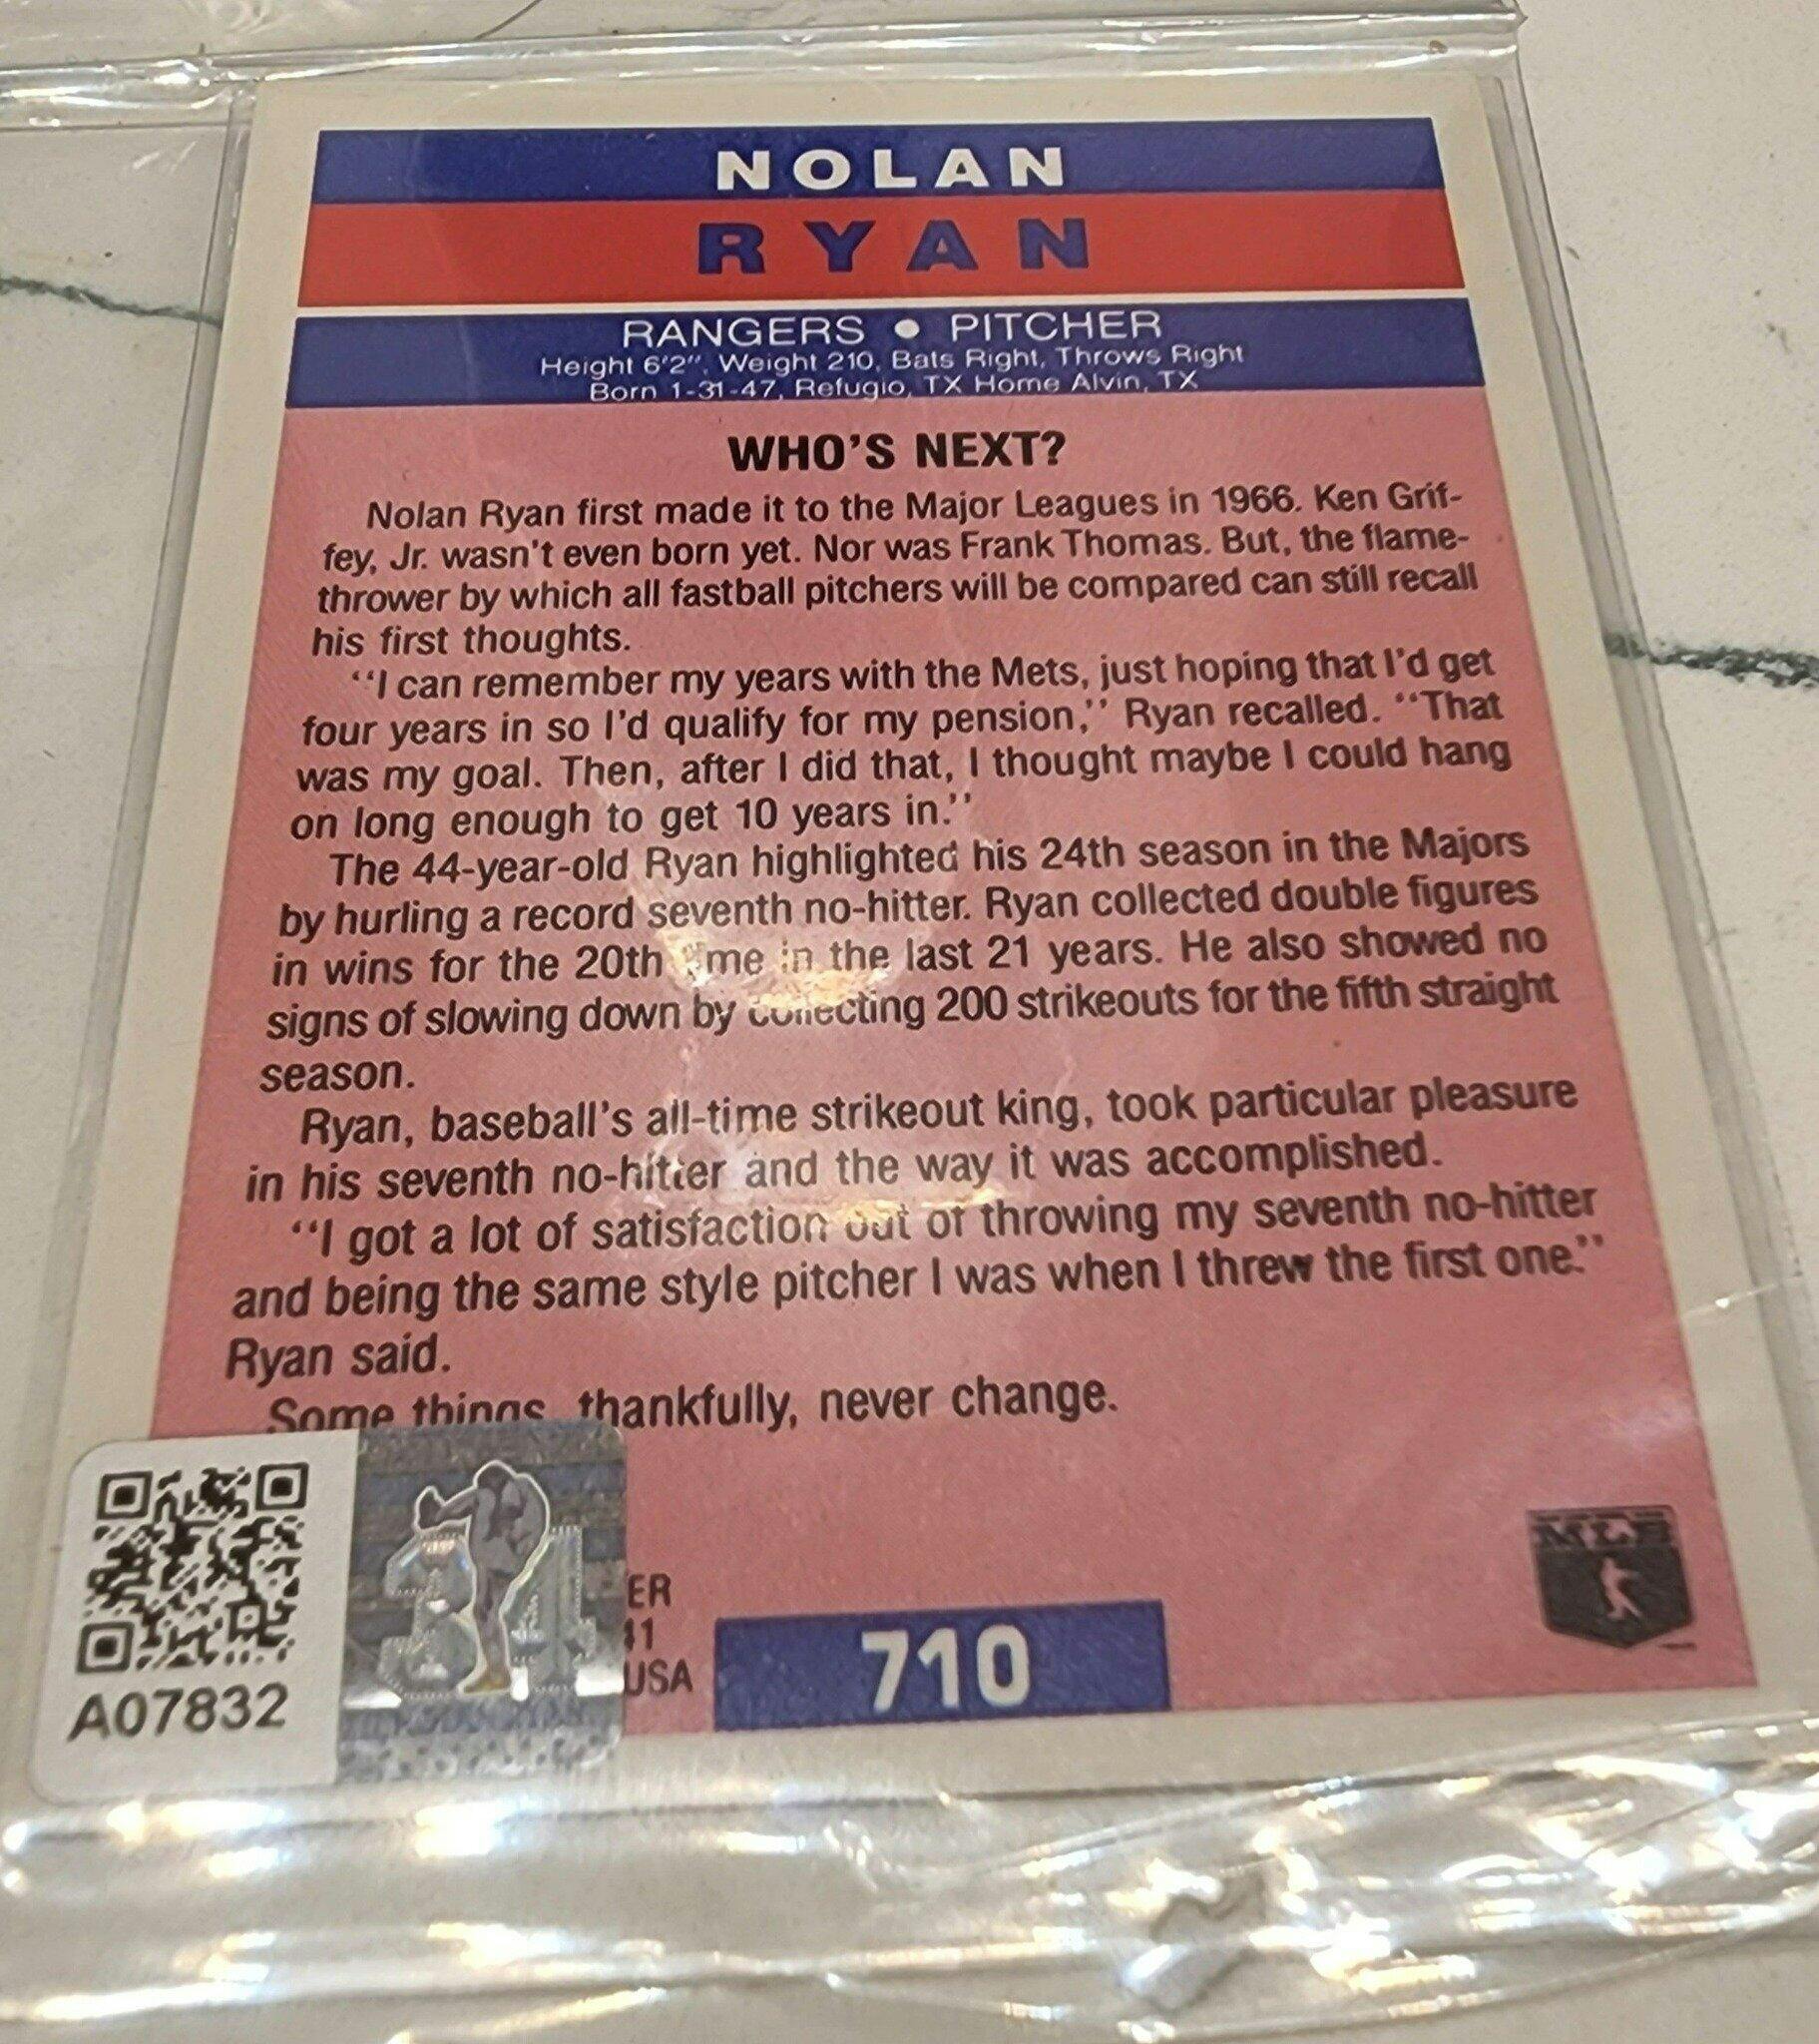 NOLAN
RYAN
RANGERS • PITCHER
Height 6'2", Weight 210, Bats Right, Throws Right
Born 1-31-47, Refugio, TX Home Alvin, TX
WHO'S NEXT?
Nolan Ryan first made it to the Major Leagues in 1966. Ken Grif-
fey, Jr. wasn't even born yet. Nor was Frank Thomas. But, the flame-
thrower by which all fastball pitchers will be compared can still recall
his first thoughts.
"I can remember my years with the Mets, just hoping that I'd get
four years in so I'd qualify for my pension," Ryan recalled. "That
was my goal. Then, after I did that, I thought maybe I could hang
on long enough to get 10 years in."
The 44-year-old Ryan highlighted his 24th season in the Majors
by hurling a record seventh no-hitter. Ryan collected double figures
in wins for the 20th time in the last 21 years. He also showed no
signs of slowing down by collecting 200 strikeouts for the fifth straight
season.
Ryan, baseball's all-time strikeout king, took particular pleasure
in his seventh no-hitter and the way it was accomplished.
"I got a lot of satisfaction out of throwing my seventh no-hitter
and being the same style pitcher I was when I threw the first one."
Ryan said.
Some things, thankfully, never change.
34
ER
USA
710
MLB
A07832